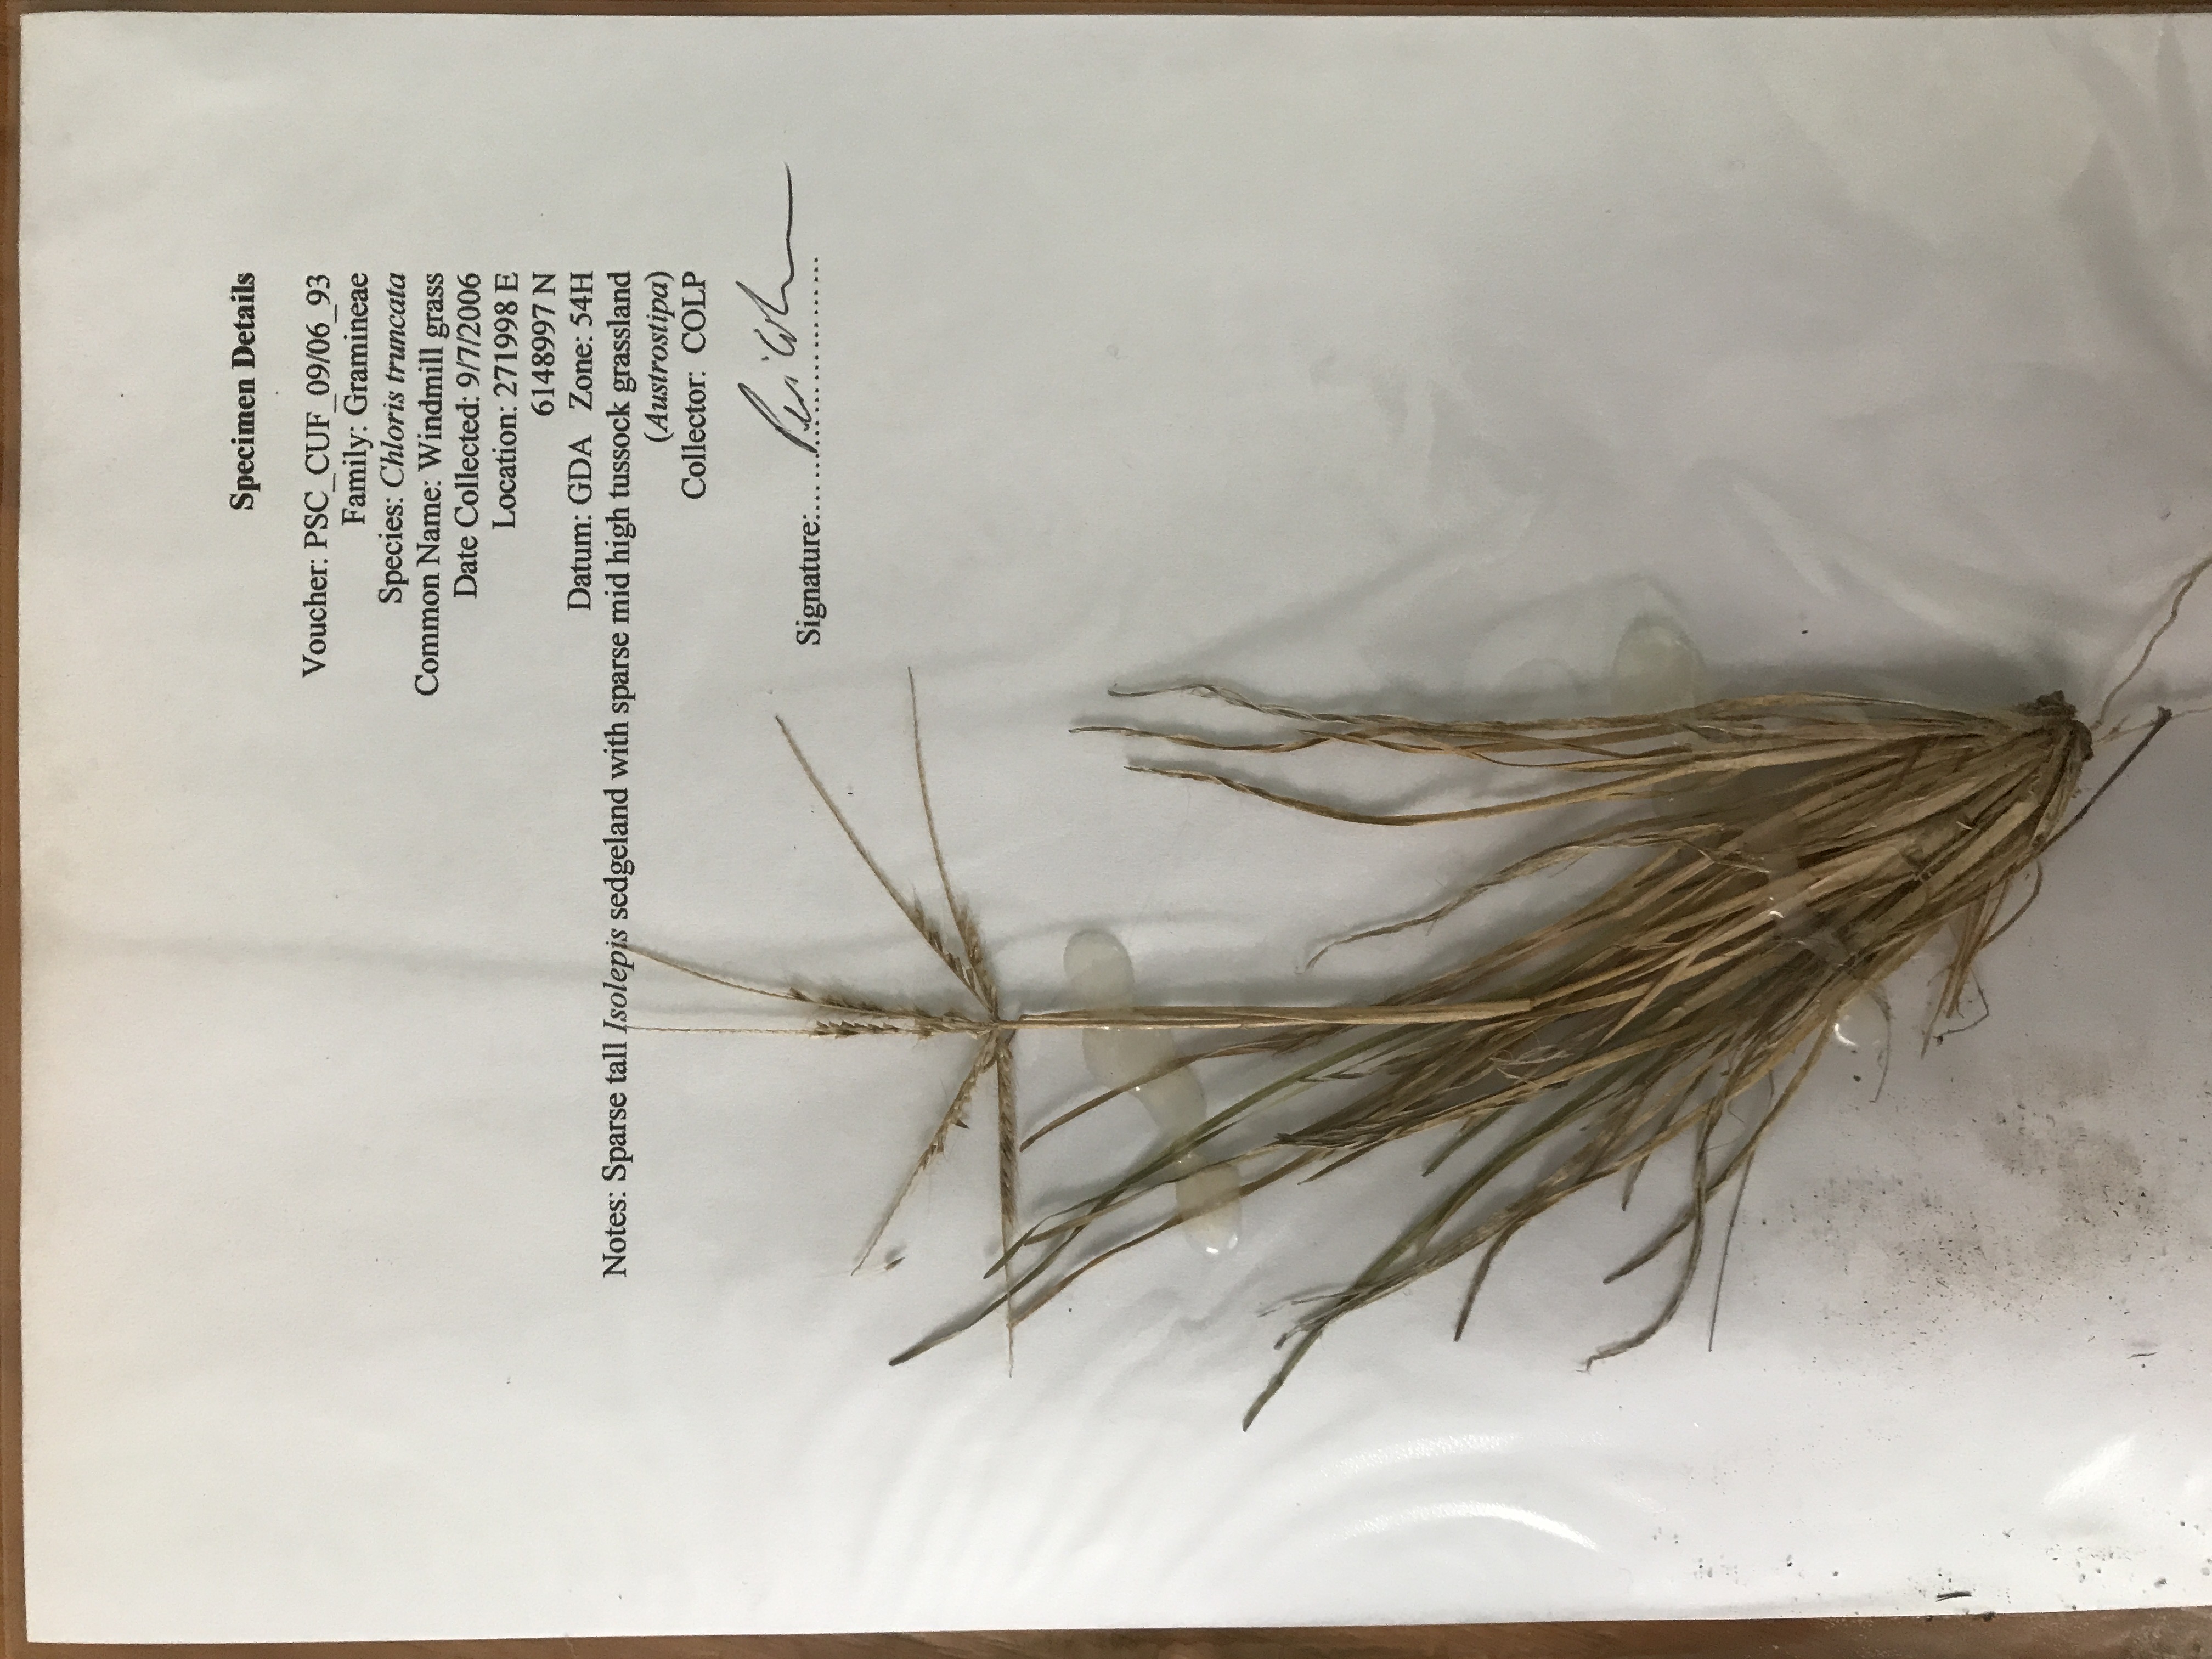 Specimen Details
Voucher: PSC_CUF_09/06_93
Family: Gramineae
Species: Chloris truncata
Common Name: Windmill grass
Date Collected: 9/7/2006
Location: 271998 E
6148997 N
Datum: GDA Zone: 54H
Notes: Sparse tall Isolepis sedgeland with sparse mid high tussock grassland
(Austrostipa)
Collector: COLP
Signature:........................